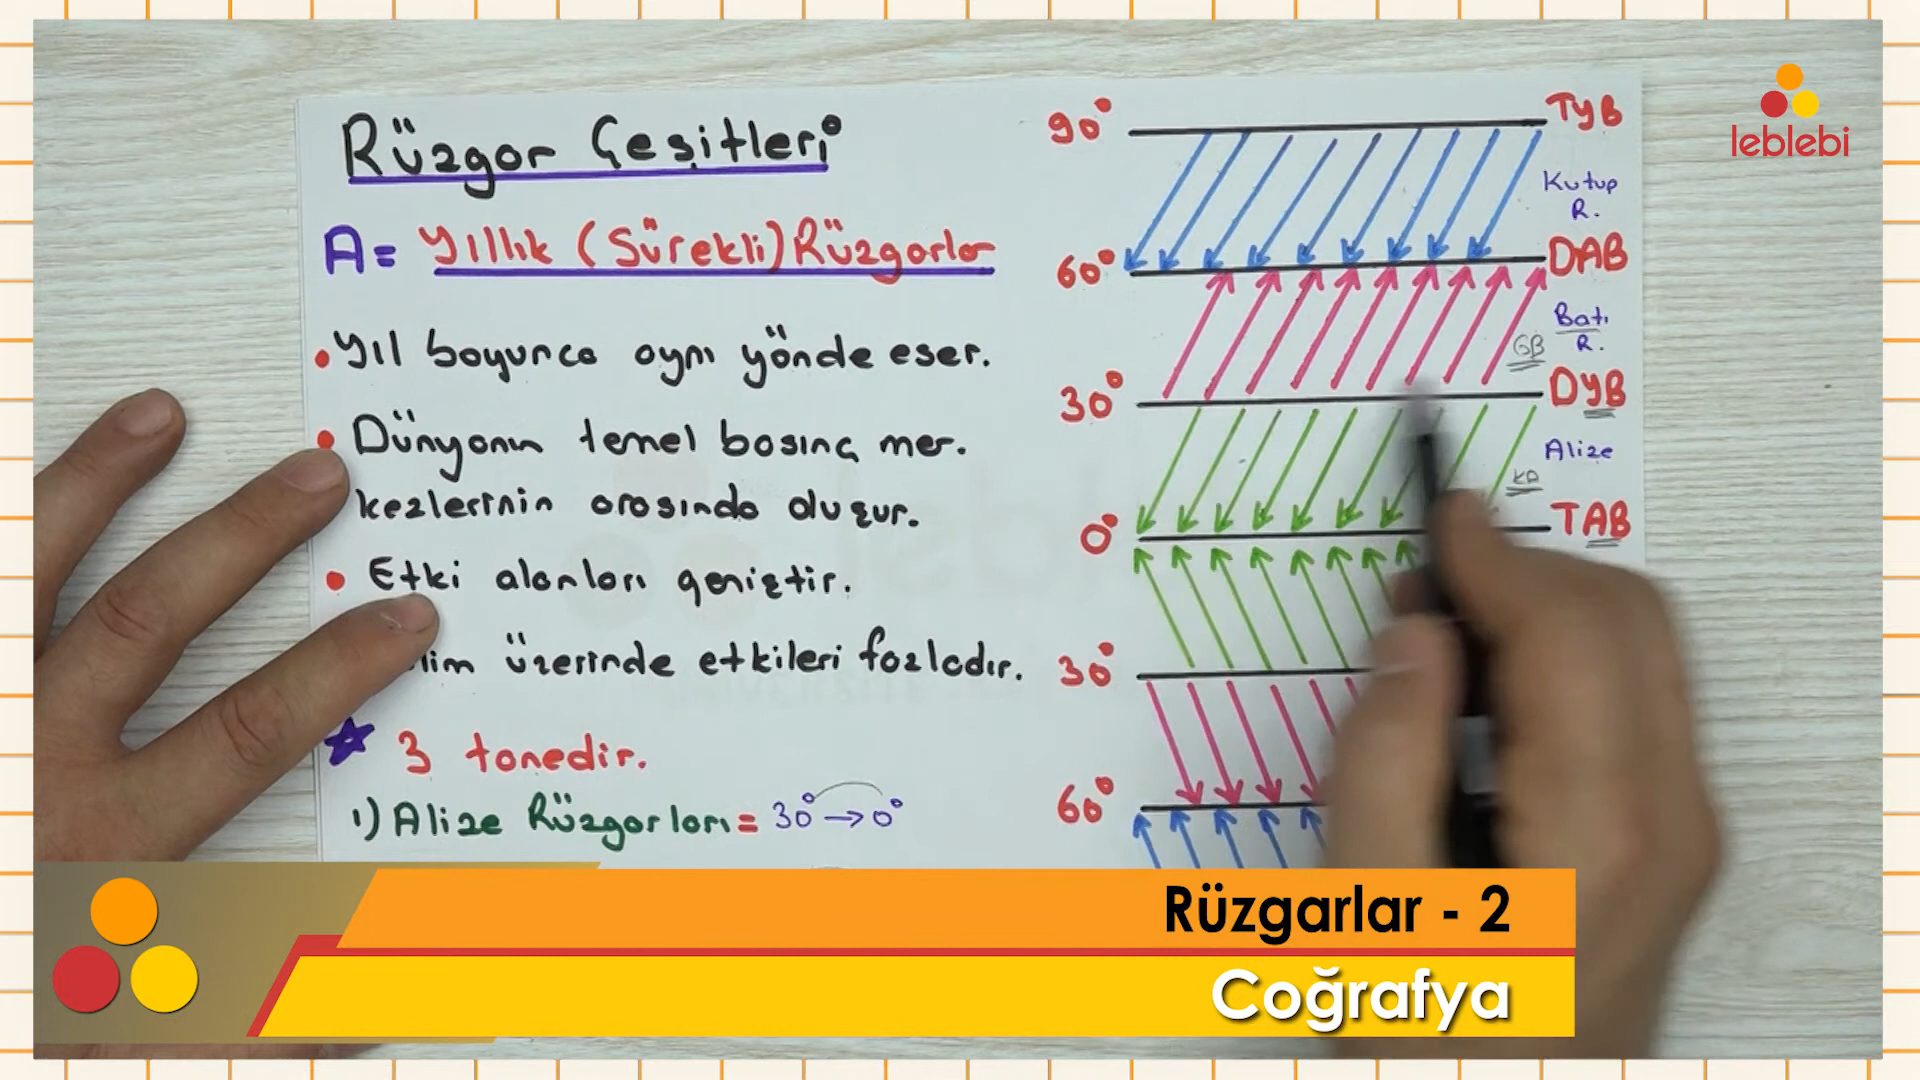 Rüzgar Çeşitleri
A= Yıllık (Sürekli) Rüzgarlar
• Yıl boyunca aynı yönde eser.
• Dünyanın temel basınç mer.
kezlerinin arasında oluşur.
• Etki alanları geniştir.
üzerinde etkileri fazladır.
3 tanedir.
1) Alize Rüzgarları = 30° → 0°
90° TYB
Kutup
R.
60° DAB
Batı
R.
GB
30° DYB
Alize
KD
0° TAB
30°
60°
leblebi
Rüzgarlar - 2
Coğrafya